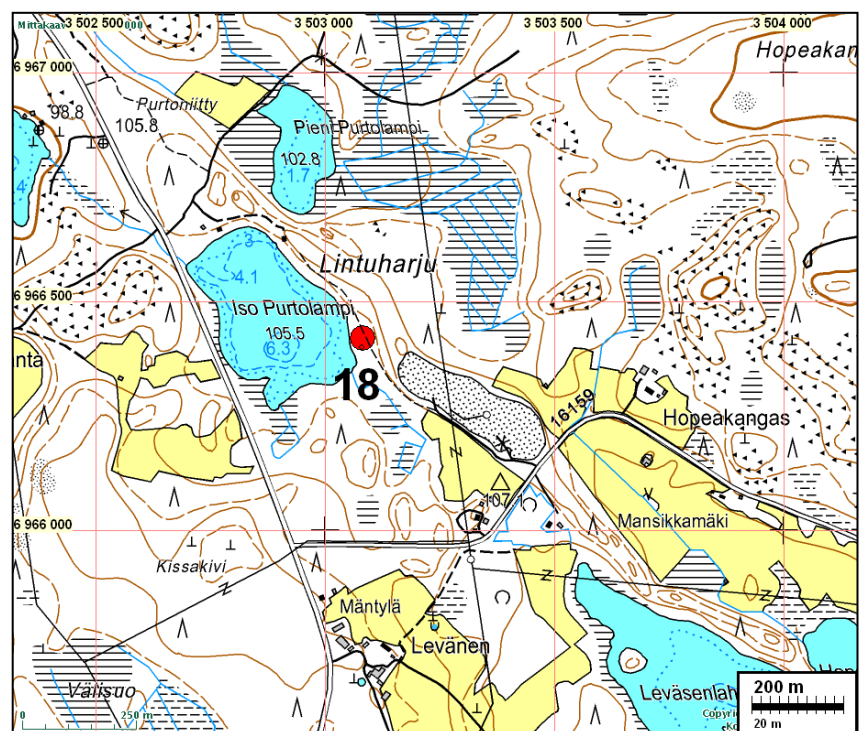 3 502 500
3 503 000
3 503 500
3 504 000
6 967 000
Hopeakan
98.8
105.8
Purtoniitty
Pieni Purtolampi
102.8
1.7
4
3
4.1
Lintuharju
6 966 500
Iso Purtolampi
105.5
6.3
18
16159
Hopeakangas
107.1
Mansikkamäki
6 966 000
Kissakivi
Mäntylä
Levänen
Välisuo
Leväsenlah
0
250 m
200 m
20 m